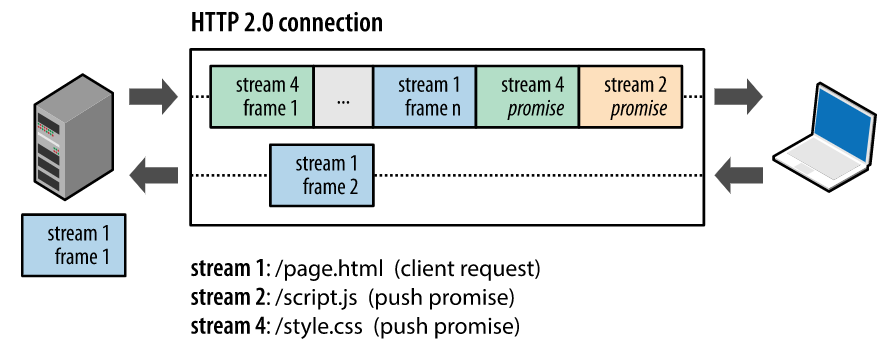 HTTP 2.0 connection
stream 4
frame 1
...
stream 1
frame n
stream 4
promise
stream 2
promise
stream 1
frame 2
stream 1
frame 1
stream 1: /page.html (client request)
stream 2: /script.js (push promise)
stream 4: /style.css (push promise)